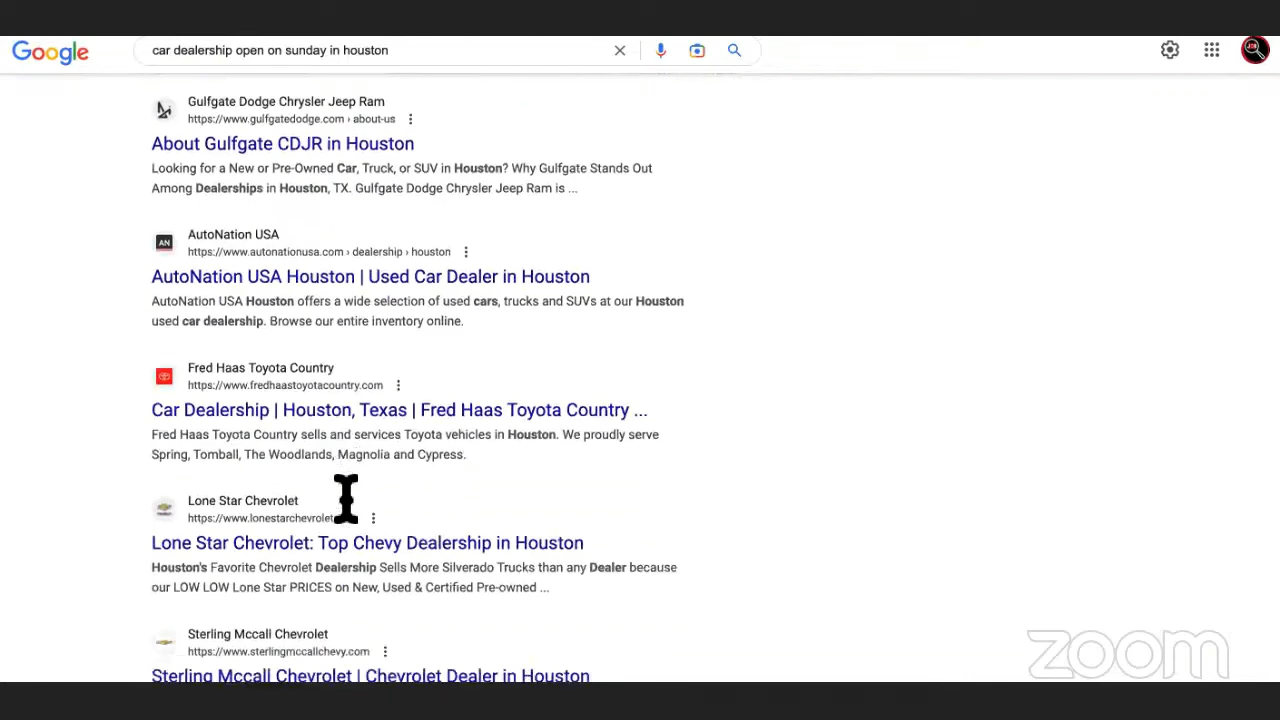 Google
car dealership open on sunday in houston
Gulfgate Dodge Chrysler Jeep Ram
https://www.gulfgatedodge.com › about-us
About Gulfgate CDJR in Houston
Looking for a New or Pre-Owned Car, Truck, or SUV in Houston? Why Gulfgate Stands Out
Among Dealerships in Houston, TX. Gulfgate Dodge Chrysler Jeep Ram is ...
AN
AutoNation USA
https://www.autonationusa.com › dealership › houston
AutoNation USA Houston | Used Car Dealer in Houston
AutoNation USA Houston offers a wide selection of used cars, trucks and SUVs at our Houston
used car dealership. Browse our entire inventory online.
Fred Haas Toyota Country
https://www.fredhaastoyotacountry.com
Car Dealership | Houston, Texas | Fred Haas Toyota Country ...
Fred Haas Toyota Country sells and services Toyota vehicles in Houston. We proudly serve
Spring, Tomball, The Woodlands, Magnolia and Cypress.
Lone Star Chevrolet
https://www.lonestarchevrolet
Lone Star Chevrolet: Top Chevy Dealership in Houston
Houston's Favorite Chevrolet Dealership Sells More Silverado Trucks than any Dealer because
our LOW LOW Lone Star PRICES on New, Used & Certified Pre-owned ...
Sterling Mccall Chevrolet
https://www.sterlingmccallchevy.com
Sterling Mccall Chevrolet | Chevrolet Dealer in Houston
zoom